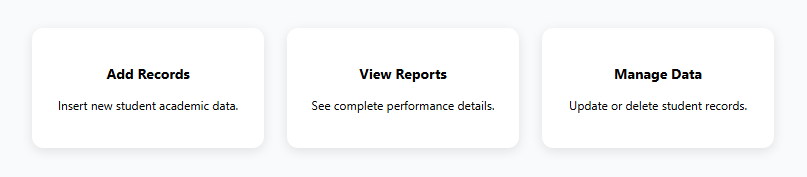 Add Records
Insert new student academic data.
View Reports
See complete performance details.
Manage Data
Update or delete student records.